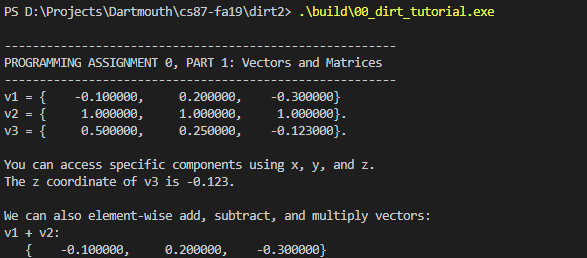 PS D:\Projects\Dartmouth\cs87-fa19\dirt2> .\build\00_dirt_tutorial.exe
------------------------------------------------------
PROGRAMMING ASSIGNMENT 0, PART 1: Vectors and Matrices
------------------------------------------------------
v1 = {    -0.100000,     0.200000,    -0.300000}
v2 = {     1.000000,     1.000000,     1.000000}.
v3 = {     0.500000,     0.250000,    -0.123000}.
You can access specific components using x, y, and z.
The z coordinate of v3 is -0.123.
We can also element-wise add, subtract, and multiply vectors:
v1 + v2:
   {    -0.100000,     0.200000,    -0.300000}